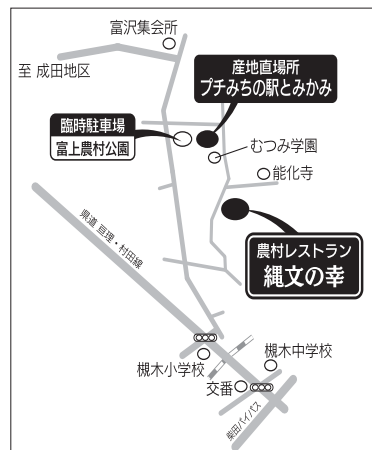 富沢集会所
至 成田地区
産地直場所
プチみちの駅とみかみ
臨時駐車場
富上農村公園
むつみ学園
能化寺
農村レストラン
縄文の幸
県道 亘理・村田線
槻木小学校
槻木中学校
交番
柴田バイパス